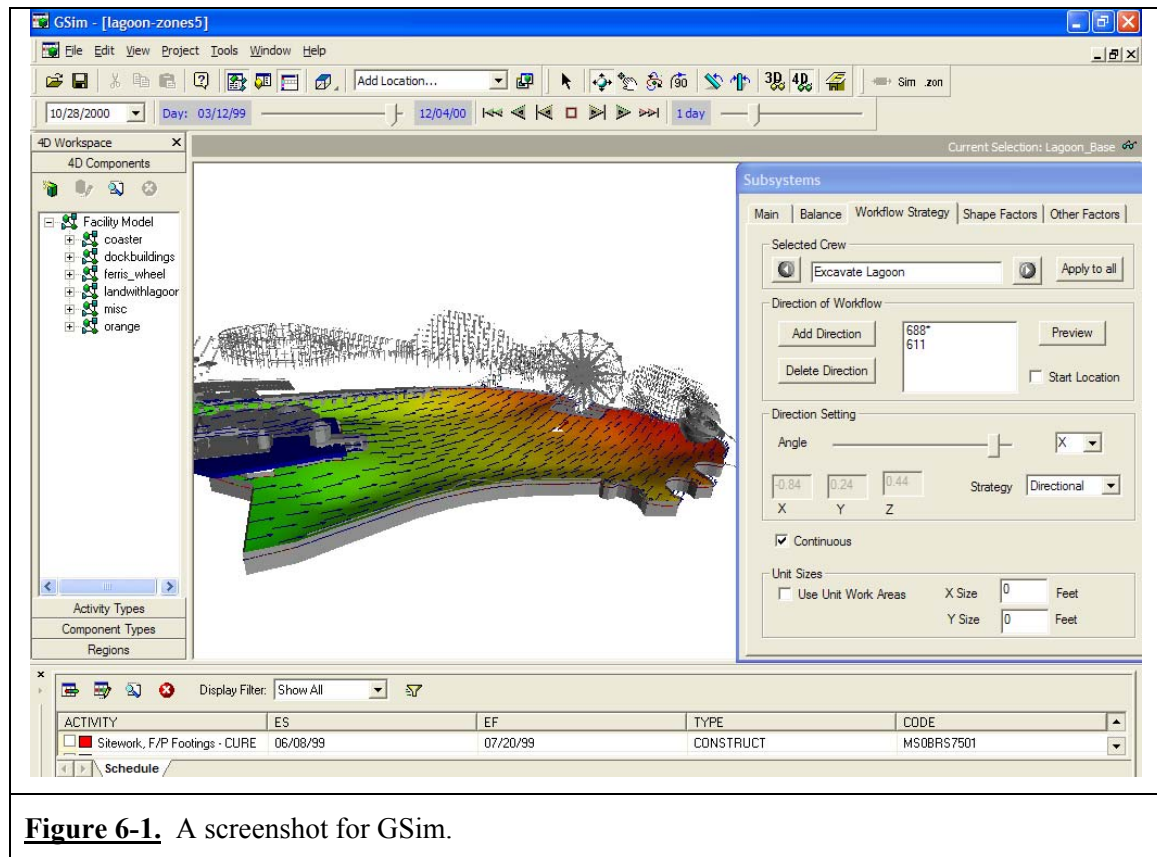 GSim - [lagoon-zones5]
File Edit View Project Tools Window Help
Add Location...
90 3D 4D Sim .zon
10/28/2000 Day: 03/12/99 12/04/00 1 day
4D Workspace
Current Selection: Lagoon_Base
4D Components
Facility Model
coaster
dockbuildings
ferris_wheel
landwithlagoor
misc
orange
Activity Types
Component Types
Regions
Subsystems
Main Balance Workflow Strategy Shape Factors Other Factors
Selected Crew
Excavate Lagoon Apply to all
Direction of Workflow
Add Direction 688* Preview
611
Delete Direction Start Location
Direction Setting
Angle X
-0.84 0.24 0.44 Strategy Directional
X Y Z
Continuous
Unit Sizes
Use Unit Work Areas X Size 0 Feet
Y Size 0 Feet
Display Filter: Show All
ACTIVITY ES EF TYPE CODE
Sitework, F/P Footings - CURE 06/08/99 07/20/99 CONSTRUCT MS0BRS7501
Schedule
Figure 6-1. A screenshot for GSim.